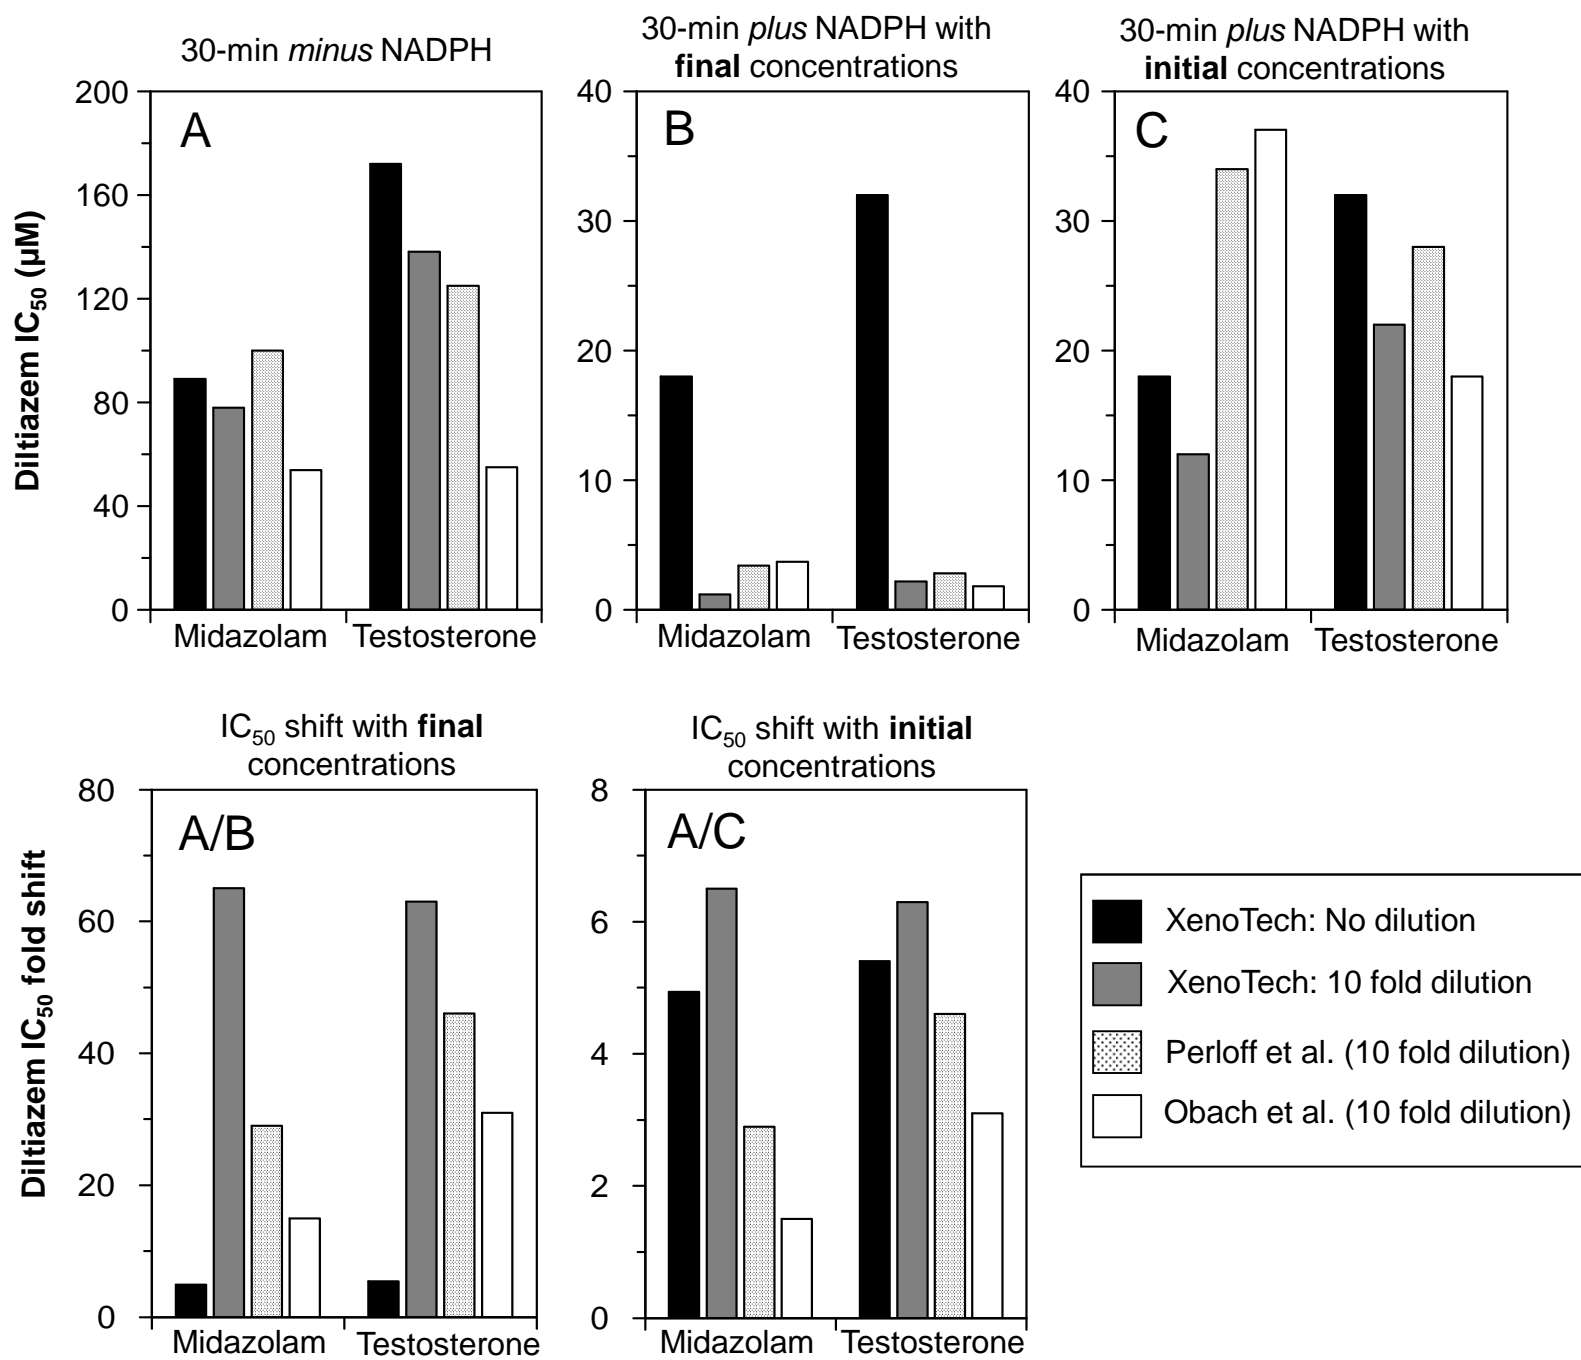 30-min minus NADPH
30-min plus NADPH with
final concentrations
30-min plus NADPH with
initial concentrations
Diltiazem IC50 (µM)
200
160
120
80
40
0
A
Midazolam
Testosterone
40
30
20
10
0
B
Midazolam
Testosterone
40
30
20
10
0
C
Midazolam
Testosterone
IC50 shift with final
concentrations
IC50 shift with initial
concentrations
Diltiazem IC50 fold shift
80
60
40
20
0
A/B
Midazolam
Testosterone
8
6
4
2
0
A/C
Midazolam
Testosterone
XenoTech: No dilution
XenoTech: 10 fold dilution
Perloff et al. (10 fold dilution)
Obach et al. (10 fold dilution)